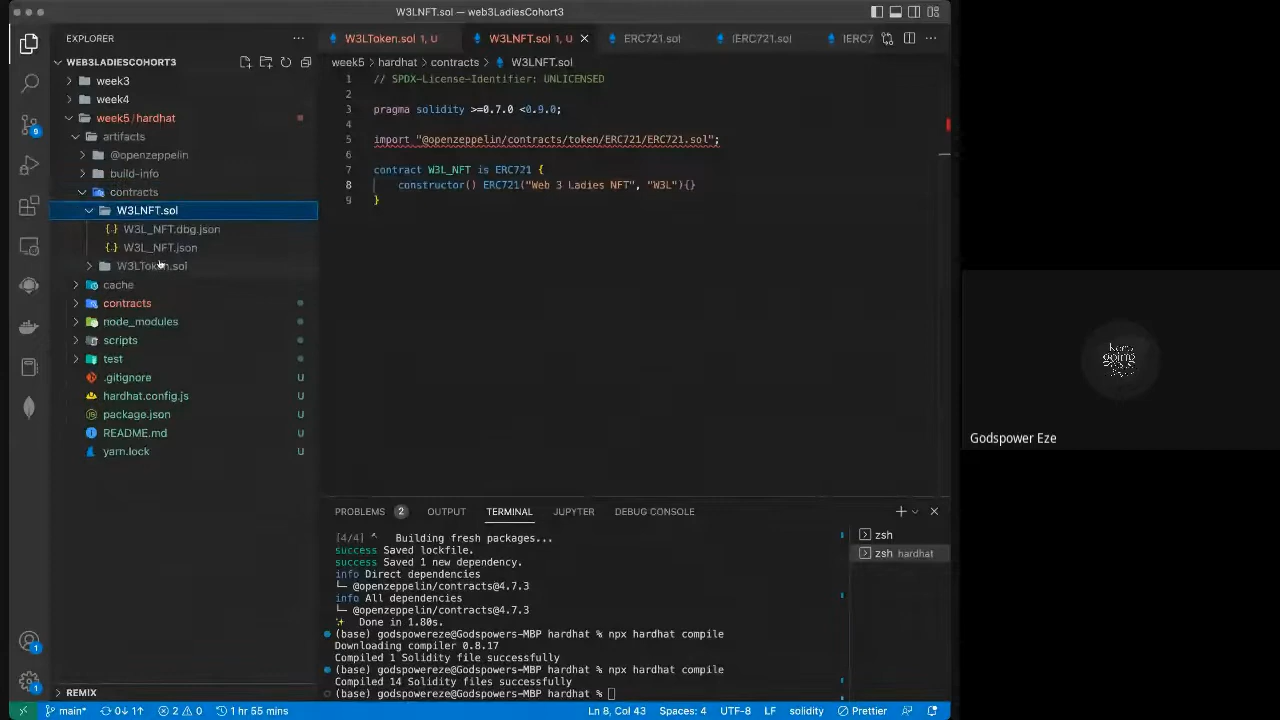 W3LNFT.sol — web3LadiesCohort3
EXPLORER
W3LToken.sol 1, U
W3LNFT.sol 1, U
ERC721.sol
IERC721.sol
IERC7
WEB3LADIESCOHORT3
week5 › hardhat › contracts › W3LNFT.sol
week3
week4
week5 / hardhat
artifacts
@openzeppelin
build-info
contracts
W3LNFT.sol
W3L_NFT.dbg.json
W3L_NFT.json
W3LToken.sol
cache
contracts
node_modules
scripts
test
.gitignore U
hardhat.config.js U
package.json U
README.md U
yarn.lock U
REMIX
1 // SPDX-License-Identifier: UNLICENSED
2
3 pragma solidity >=0.7.0 <0.9.0;
4
5 import "@openzeppelin/contracts/token/ERC721/ERC721.sol";
6
7 contract W3L_NFT is ERC721 {
8 constructor() ERC721("Web 3 Ladies NFT", "W3L"){}
9 }
PROBLEMS 2 OUTPUT TERMINAL JUPYTER DEBUG CONSOLE
[4/4] Building fresh packages...
success Saved lockfile.
success Saved 1 new dependency.
info Direct dependencies
└─ @openzeppelin/contracts@4.7.3
info All dependencies
└─ @openzeppelin/contracts@4.7.3
✨ Done in 1.80s.
(base) godspowereze@Godspowers-MBP hardhat % npx hardhat compile
Downloading compiler 0.8.17
Compiled 1 Solidity file successfully
(base) godspowereze@Godspowers-MBP hardhat % npx hardhat compile
Compiled 14 Solidity files successfully
(base) godspowereze@Godspowers-MBP hardhat %
zsh
zsh hardhat
9
1
1
main* 0↓ 1↑ 2 0 1 hr 55 mins
Ln 8, Col 43 Spaces: 4 UTF-8 LF solidity Prettier
keep
going
Godspower Eze